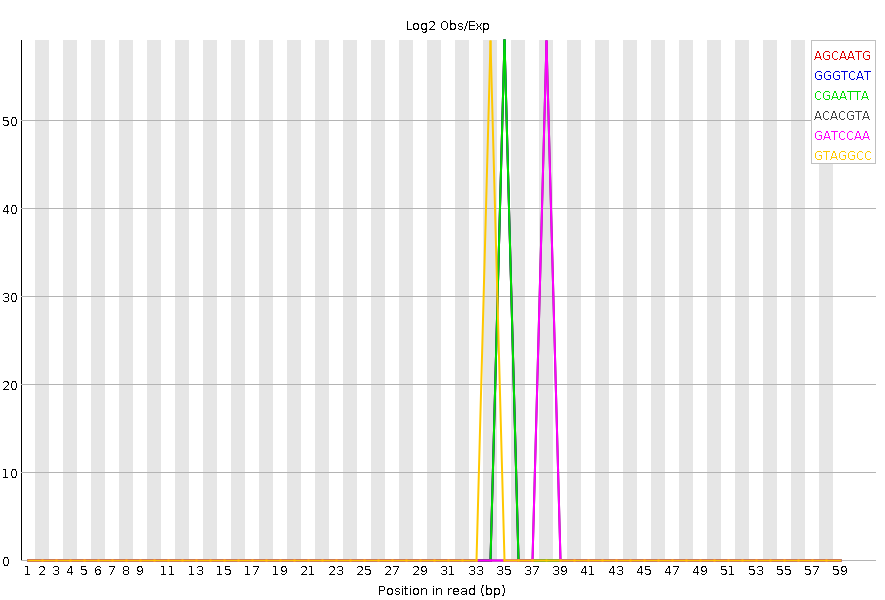 Log2 Obs/Exp
AGCAATG
GGGTCAT
CGAATTA
ACACGTA
GATCCAA
GTAGGCC
50
40
30
20
10
0
1 2 3 4 5 6 7 8 9 11 13 15 17 19 21 23 25 27 29 31 33 35 37 39 41 43 45 47 49 51 53 55 57 59
Position in read (bp)